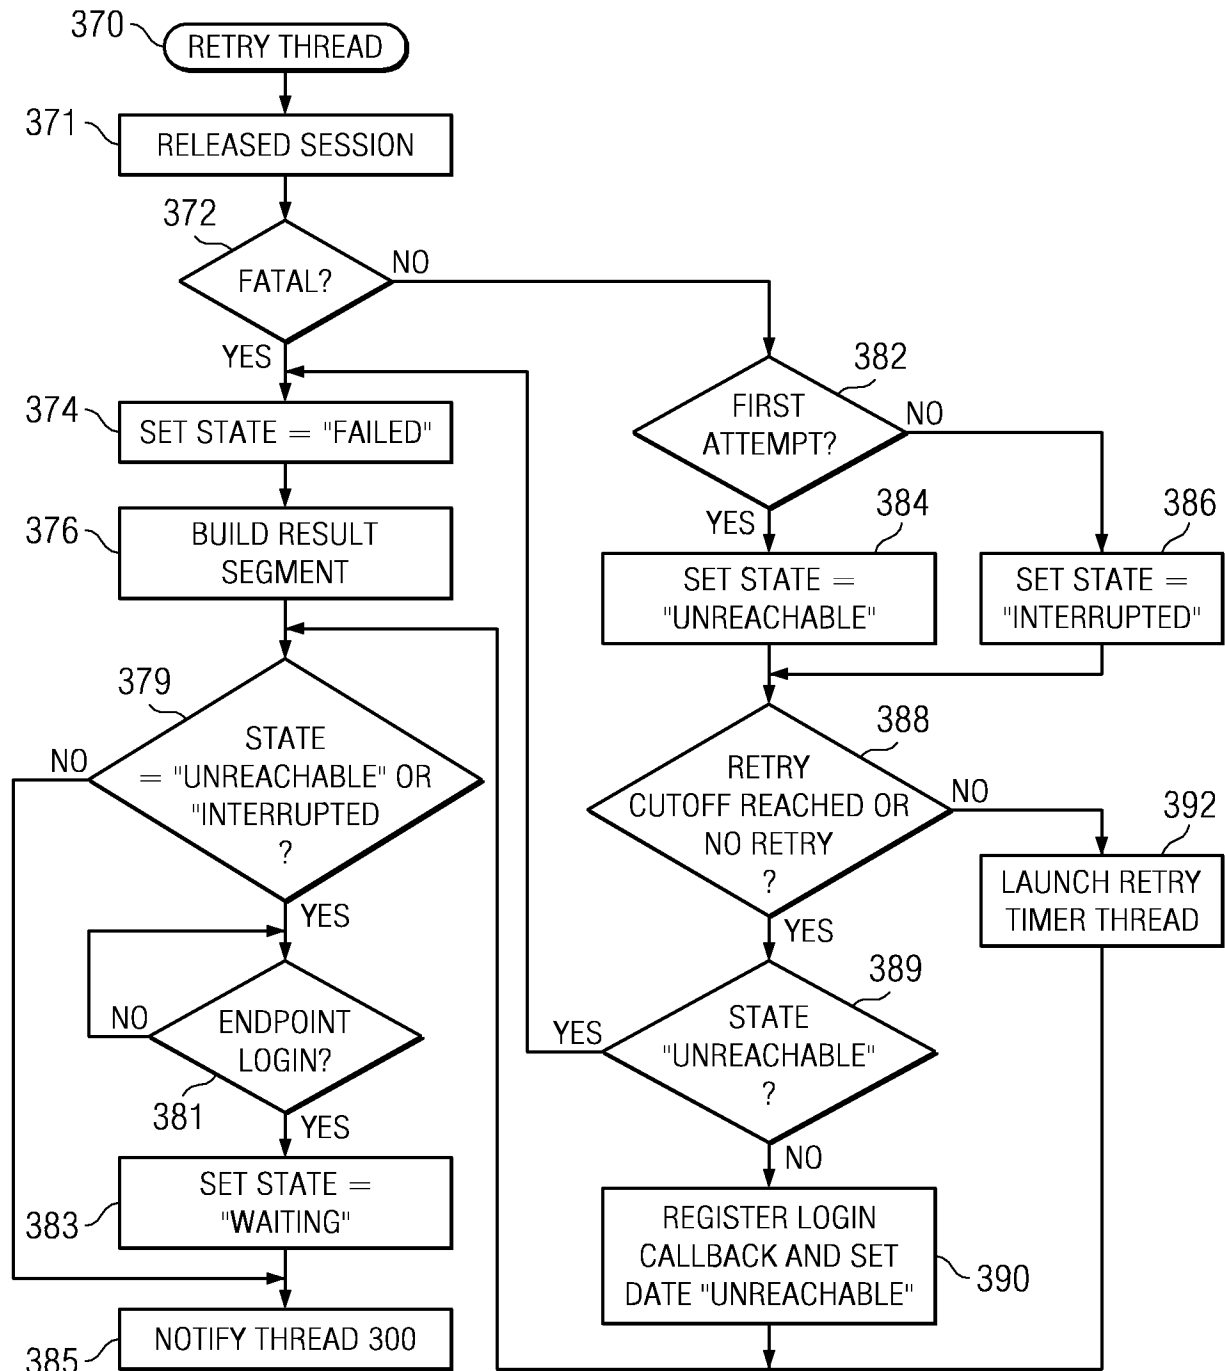 370
RETRY THREAD
371
RELEASED SESSION
372
FATAL?
NO
YES
382
FIRST
ATTEMPT?
NO
YES
374
SET STATE = "FAILED"
376
BUILD RESULT
SEGMENT
384
SET STATE =
"UNREACHABLE"
386
SET STATE =
"INTERRUPTED"
379
STATE
= "UNREACHABLE" OR
"INTERRUPTED
?
NO
YES
388
RETRY
CUTOFF REACHED OR
NO RETRY
?
NO
YES
392
LAUNCH RETRY
TIMER THREAD
ENDPOINT
LOGIN?
NO
381
YES
389
STATE
"UNREACHABLE"
?
YES
NO
383
SET STATE =
"WAITING"
REGISTER LOGIN
CALLBACK AND SET
DATE "UNREACHABLE"
390
385
NOTIFY THREAD 300